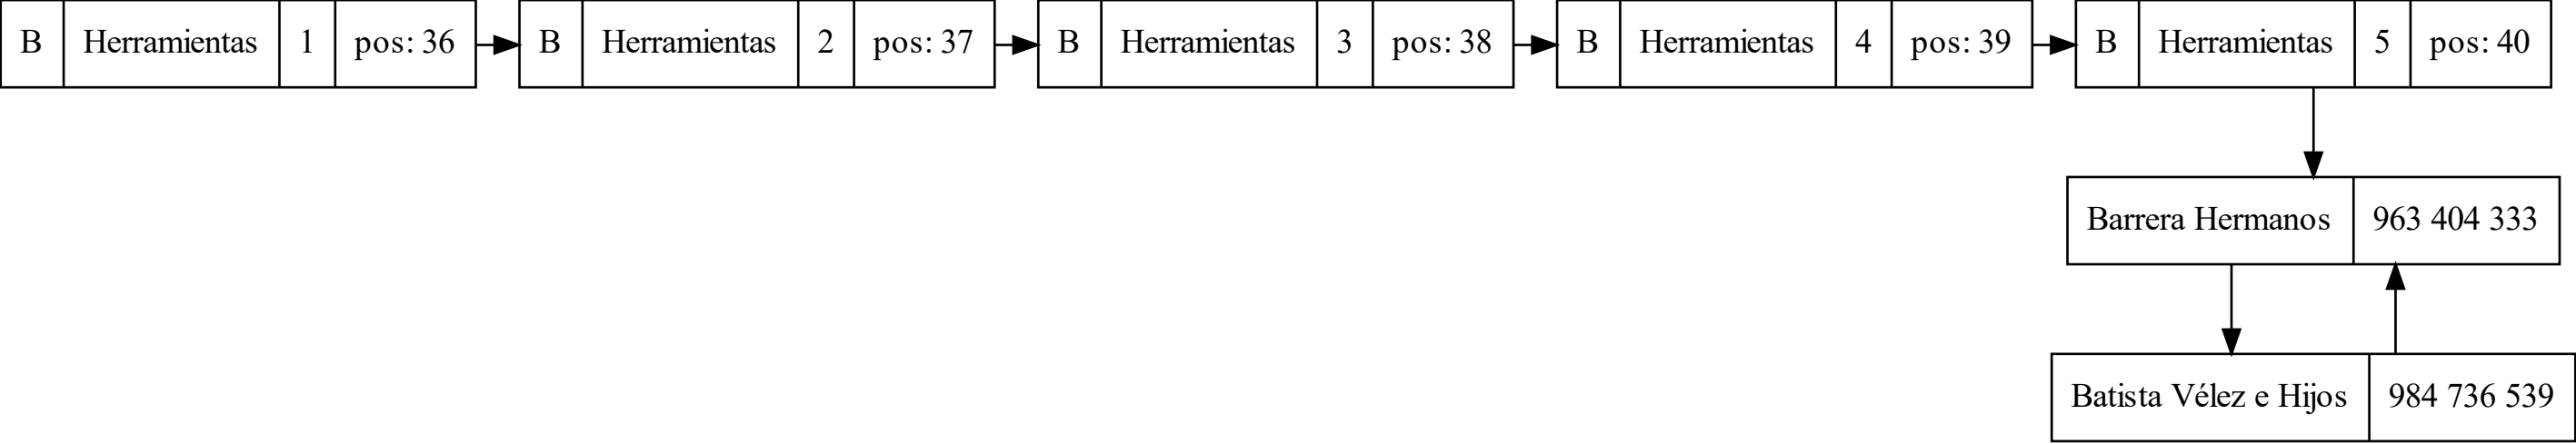 B Herramientas 1 pos: 36 B Herramientas 2 pos: 37 B Herramientas 3 pos: 38 B Herramientas 4 pos: 39 B Herramientas 5 pos: 40
Barrera Hermanos 963 404 333
Batista Vélez e Hijos 984 736 539